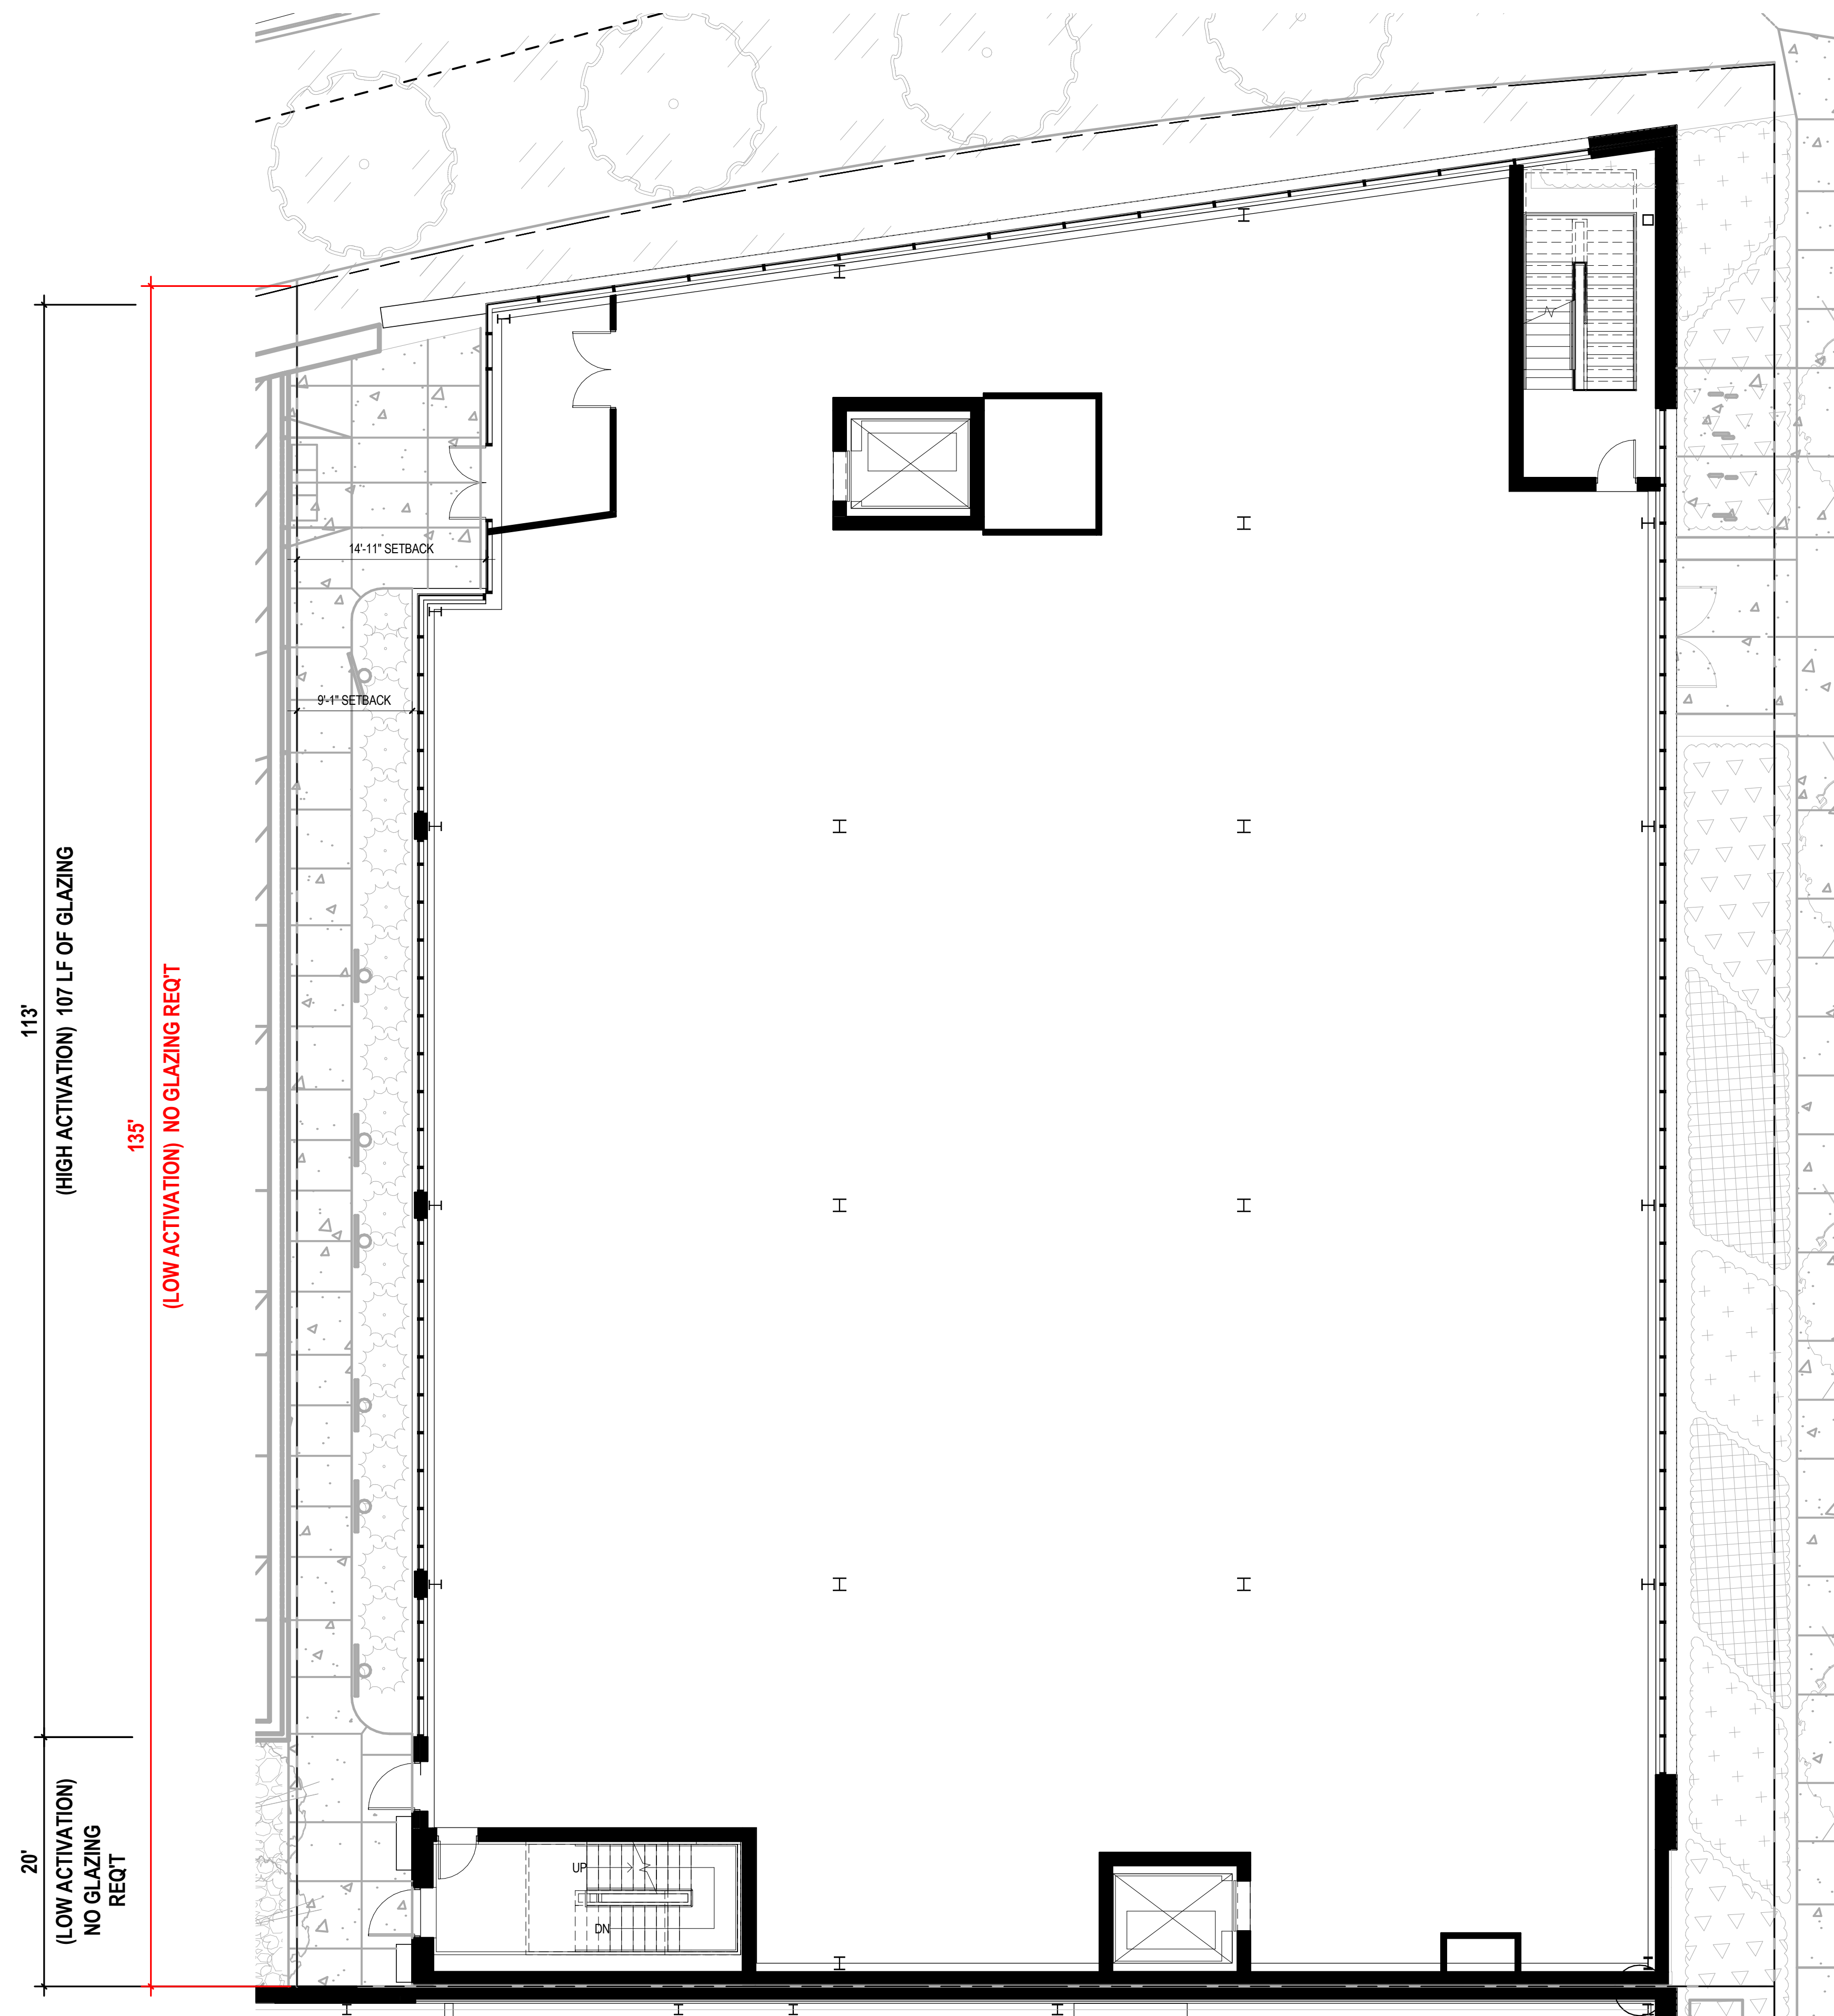 14'-11" SETBACK
9'-1" SETBACK
113'
(HIGH ACTIVATION) 107 LF OF GLAZING
135'
(LOW ACTIVATION) NO GLAZING REQ'T
20'
(LOW ACTIVATION)
NO GLAZING
REQ'T
UP
DN